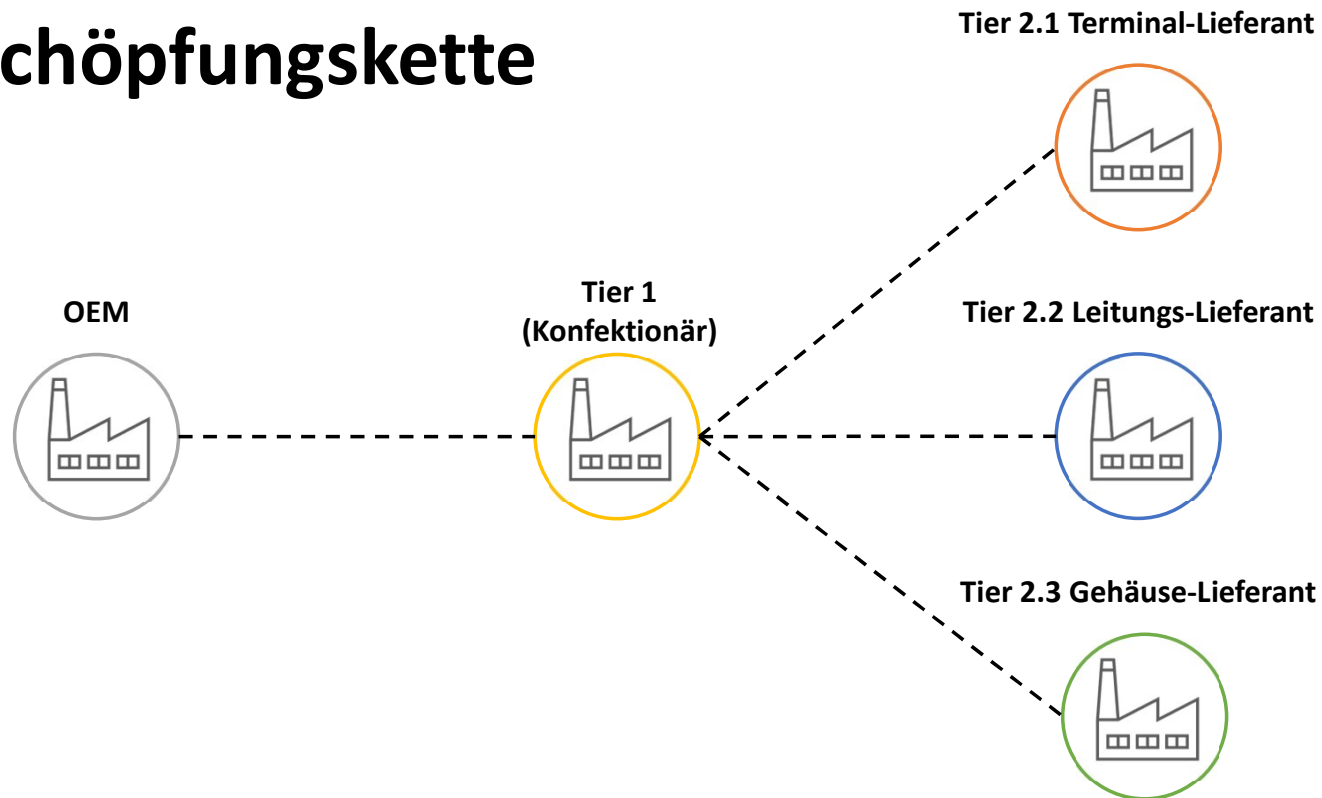 chöpfungskette
Tier 2.1 Terminal-Lieferant
OEM
Tier 1
(Konfektionär)
Tier 2.2 Leitungs-Lieferant
Tier 2.3 Gehäuse-Lieferant